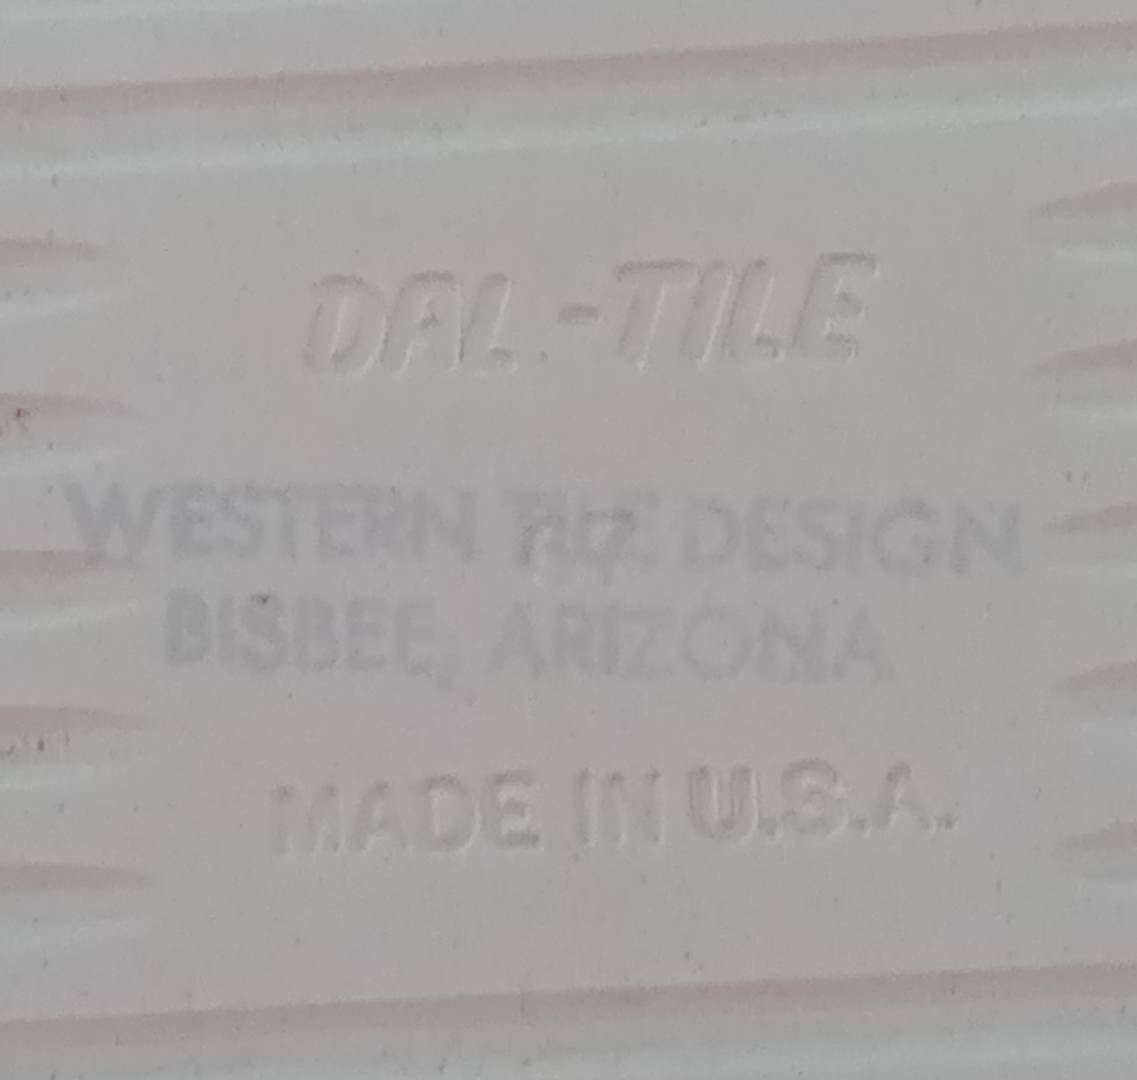 DAL-TILE
WESTERN TILE DESIGN
BISBEE, ARIZONA
MADE IN U.S.A.